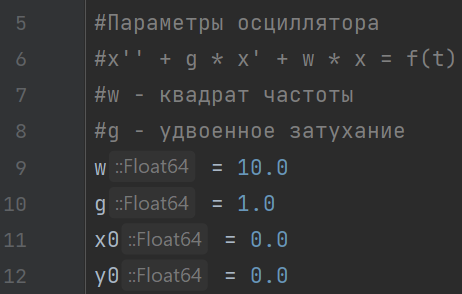 5 #Параметры осциллятора
6 #x'' + g * x' + w * x = f(t)
7 #w - квадрат частоты
8 #g - удвоенное затухание
9 w ::Float64 = 10.0
10 g ::Float64 = 1.0
11 x0 ::Float64 = 0.0
12 y0 ::Float64 = 0.0